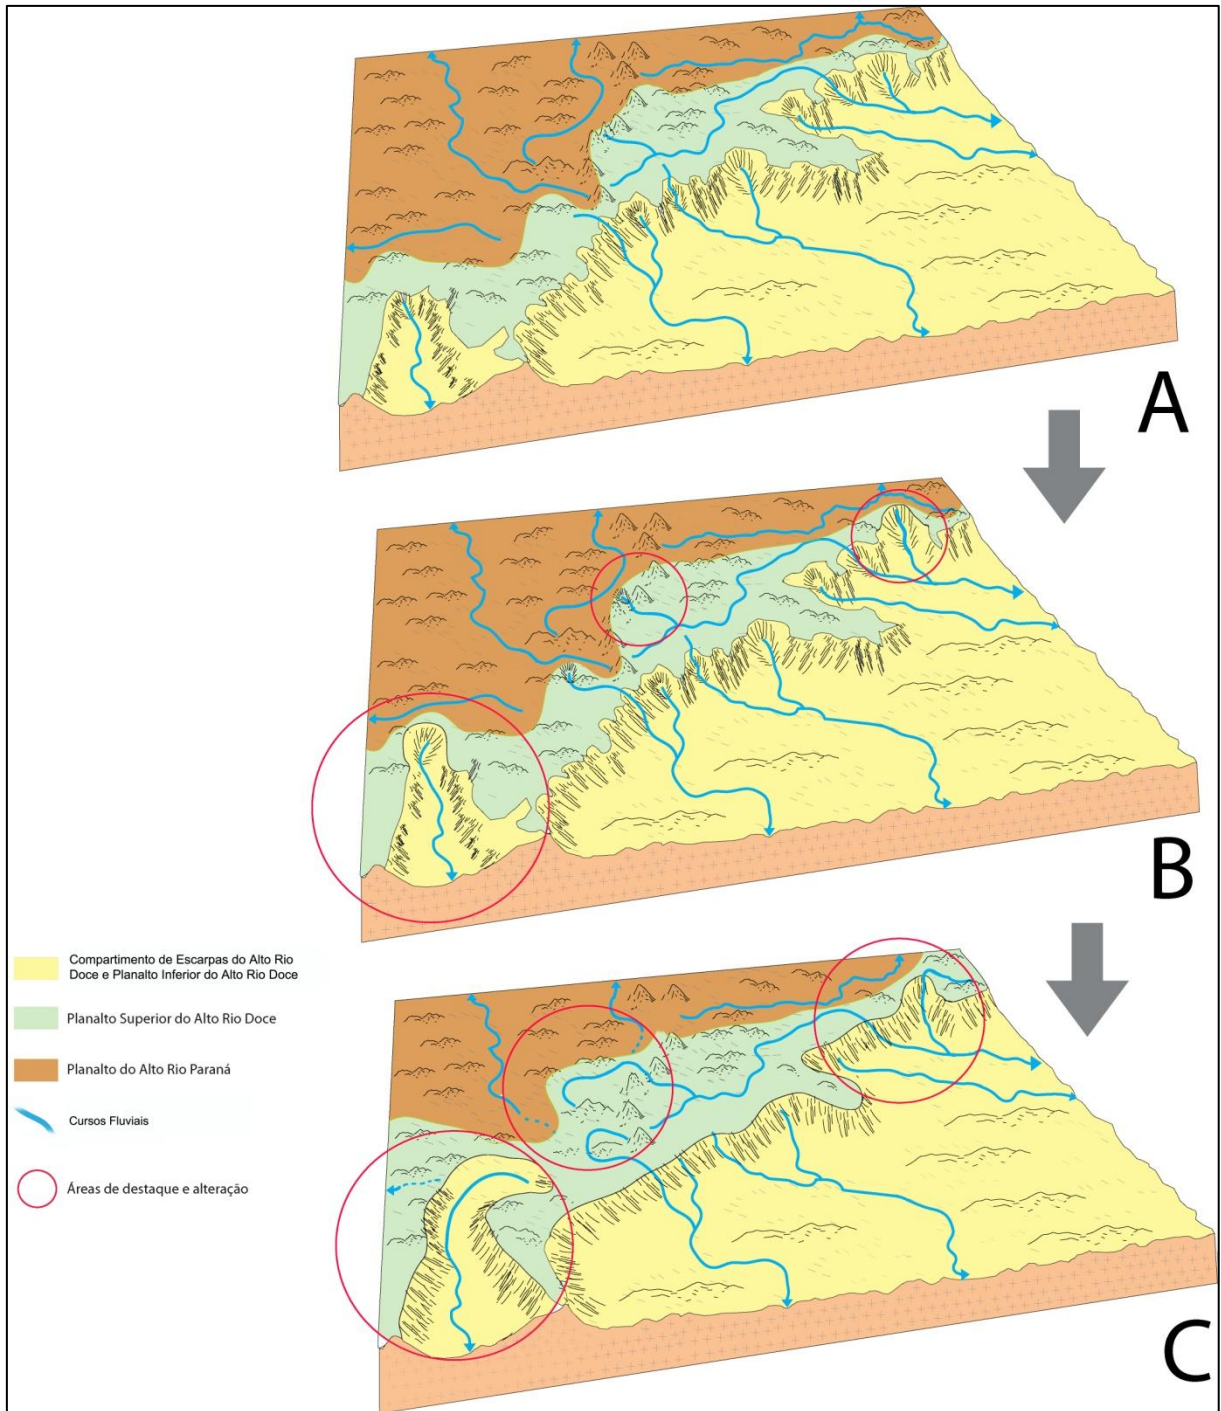 A
B
Compartimento de Escarpas do Alto Rio
Doce e Planalto Inferior do Alto Rio Doce
Planalto Superior do Alto Rio Doce
Planalto do Alto Rio Paraná
Cursos Fluviais
Áreas de destaque e alteração
C